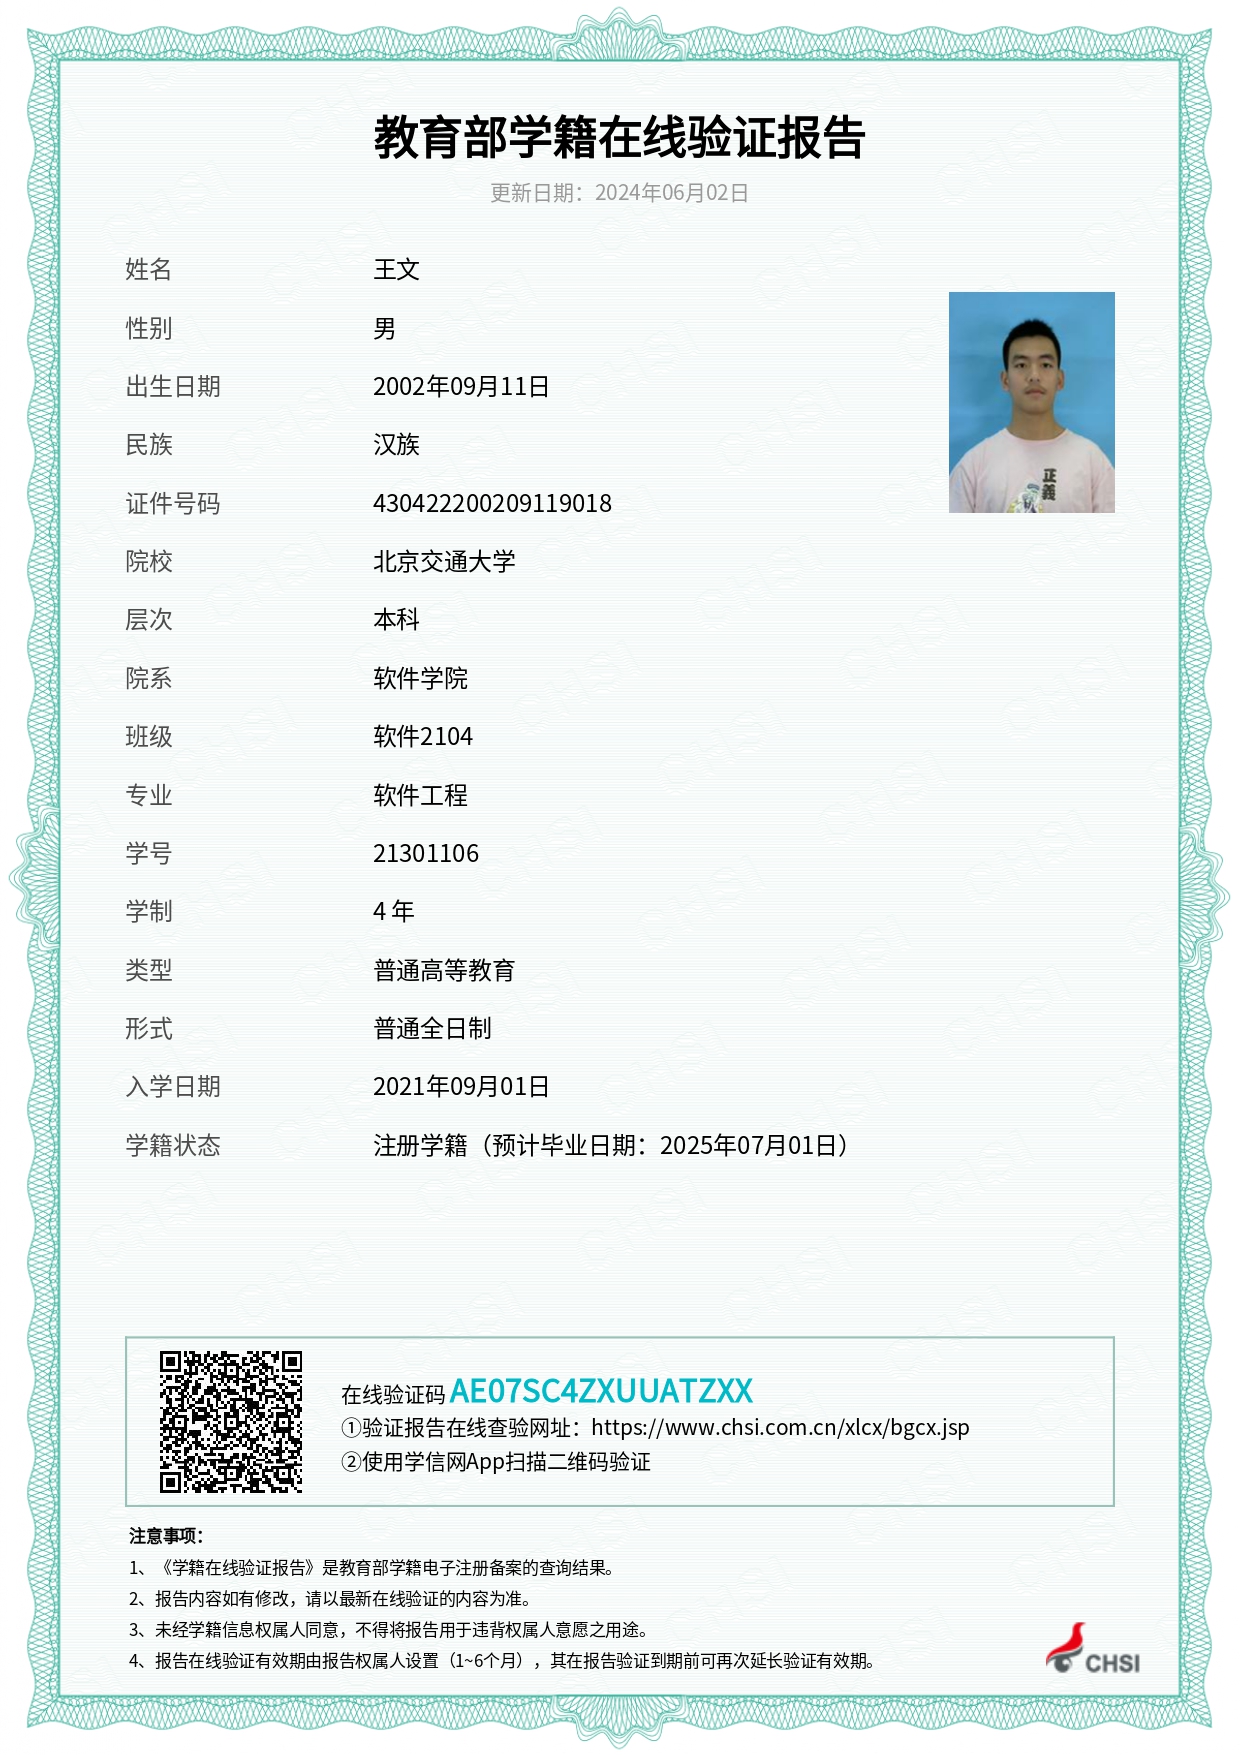 教育部学籍在线验证报告
更新日期：2024年06月02日
姓名 王文
性别 男
出生日期 2002年09月11日
民族 汉族
证件号码 430422200209119018
院校 北京交通大学
层次 本科
院系 软件学院
班级 软件2104
专业 软件工程
学号 21301106
学制 4 年
类型 普通高等教育
形式 普通全日制
入学日期 2021年09月01日
学籍状态 注册学籍（预计毕业日期：2025年07月01日）
正義
在线验证码 AE07SC4ZXUUATZXX
①验证报告在线查验网址：https://www.chsi.com.cn/xlcx/bgcx.jsp
②使用学信网App扫描二维码验证
注意事项：
1、《学籍在线验证报告》是教育部学籍电子注册备案的查询结果。
2、报告内容如有修改，请以最新在线验证的内容为准。
3、未经学籍信息权属人同意，不得将报告用于违背权属人意愿之用途。
4、报告在线验证有效期由报告权属人设置（1~6个月），其在报告验证到期前可再次延长验证有效期。
CHSI